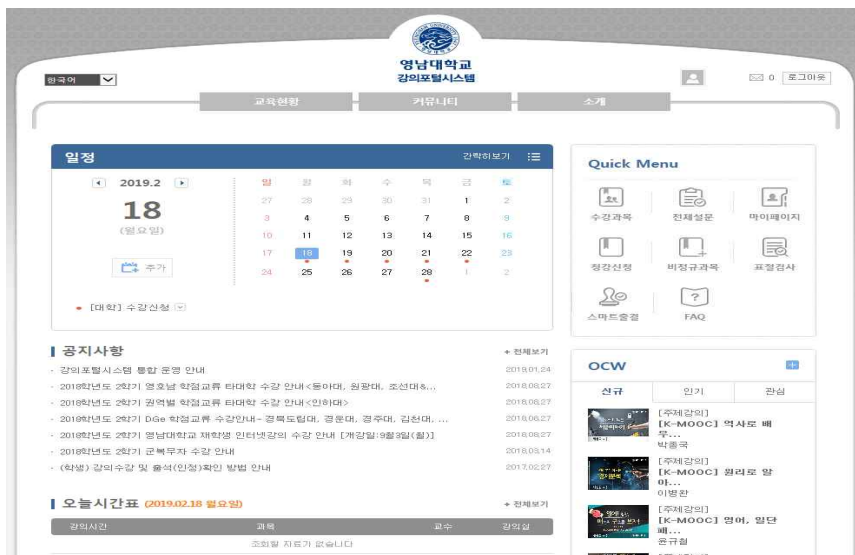 영남대학교
강의포털시스템
한국어
0 로그아웃
교육현황 커뮤니티 소개
일정 간략히보기
2019.2
18
(월요일)
추가
일 월 화 수 목 금 토
27 28 29 30 31 1 2
3 4 5 6 7 8 9
10 11 12 13 14 15 16
17 18 19 20 21 22 23
24 25 26 27 28 1 2
[대학] 수강신청
Quick Menu
수강과목 전체설문 마이페이지
청강신청 비정규과목 표절검사
스마트출결 FAQ
공지사항 + 전체보기
강의포털시스템 통합 운영 안내 2019.01.24
2018학년도 2학기 영호남 학점교류 타대학 수강 안내<동아대, 원광대, 조선대&... 2018.08.27
2018학년도 2학기 권역별 학점교류 타대학 수강 안내<인하대> 2018.08.27
2018학년도 2학기 DGe 학점교류 수강안내- 경북도립대, 경운대, 경주대, 김천대, ... 2018.08.27
2018학년도 2학기 영남대학교 재학생 인터넷강의 수강 안내 [개강일:9월3일(월)] 2018.08.27
2018학년도 2학기 군복무자 수강 안내 2018.08.14
(학생) 강의수강 및 출석(인정)확인 방법 안내 2017.02.27
OCW
신규 인기 관심
[주제강의]
[K-MOOC] 역사로 배
우...
박종국
[주제강의]
[K-MOOC] 원리로 알
아...
이병완
[주제강의]
[K-MOOC] 영어, 일단
떼...
윤규철
오늘시간표 (2019.02.18 월요일) + 전체보기
강의시간 과목 교수 강의실
조회할 자료가 없습니다